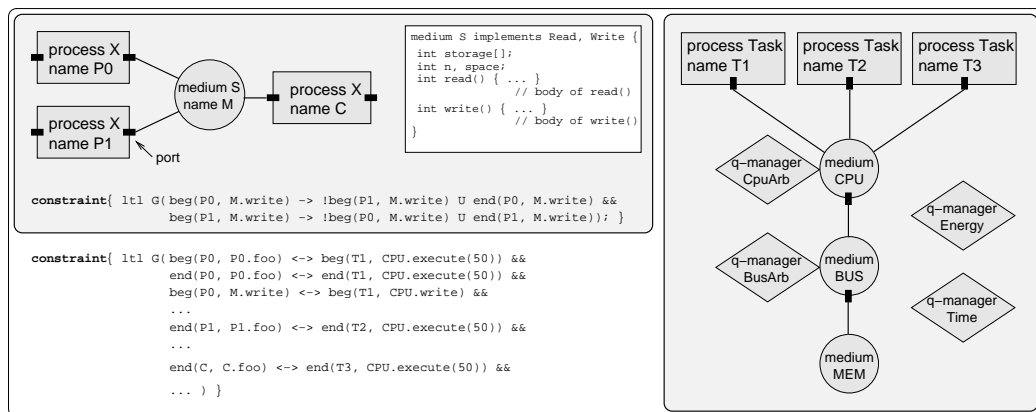 process X
name P0
medium S
name M
process X
name C
process X
name P1
port
medium S implements Read, Write {
int storage[];
int n, space;
int read() { ... }
// body of read()
int write() { ... }
// body of write()
}
constraint{ ltl G( beg(P0, M.write) -> !beg(P1, M.write) U end(P0, M.write) &&
beg(P1, M.write) -> !beg(P0, M.write) U end(P1, M.write)); }
constraint{ ltl G( beg(P0, P0.foo) <-> beg(T1, CPU.execute(50)) &&
end(P0, P0.foo) <-> end(T1, CPU.execute(50)) &&
beg(P0, M.write) <-> beg(T1, CPU.write) &&
...
end(P1, P1.foo) <-> end(T2, CPU.execute(50)) &&
...
end(C, C.foo) <-> end(T3, CPU.execute(50)) &&
... ) }
process Task
name T1
process Task
name T2
process Task
name T3
q-manager
CpuArb
medium
CPU
q-manager
Energy
q-manager
BusArb
medium
BUS
q-manager
Time
medium
MEM